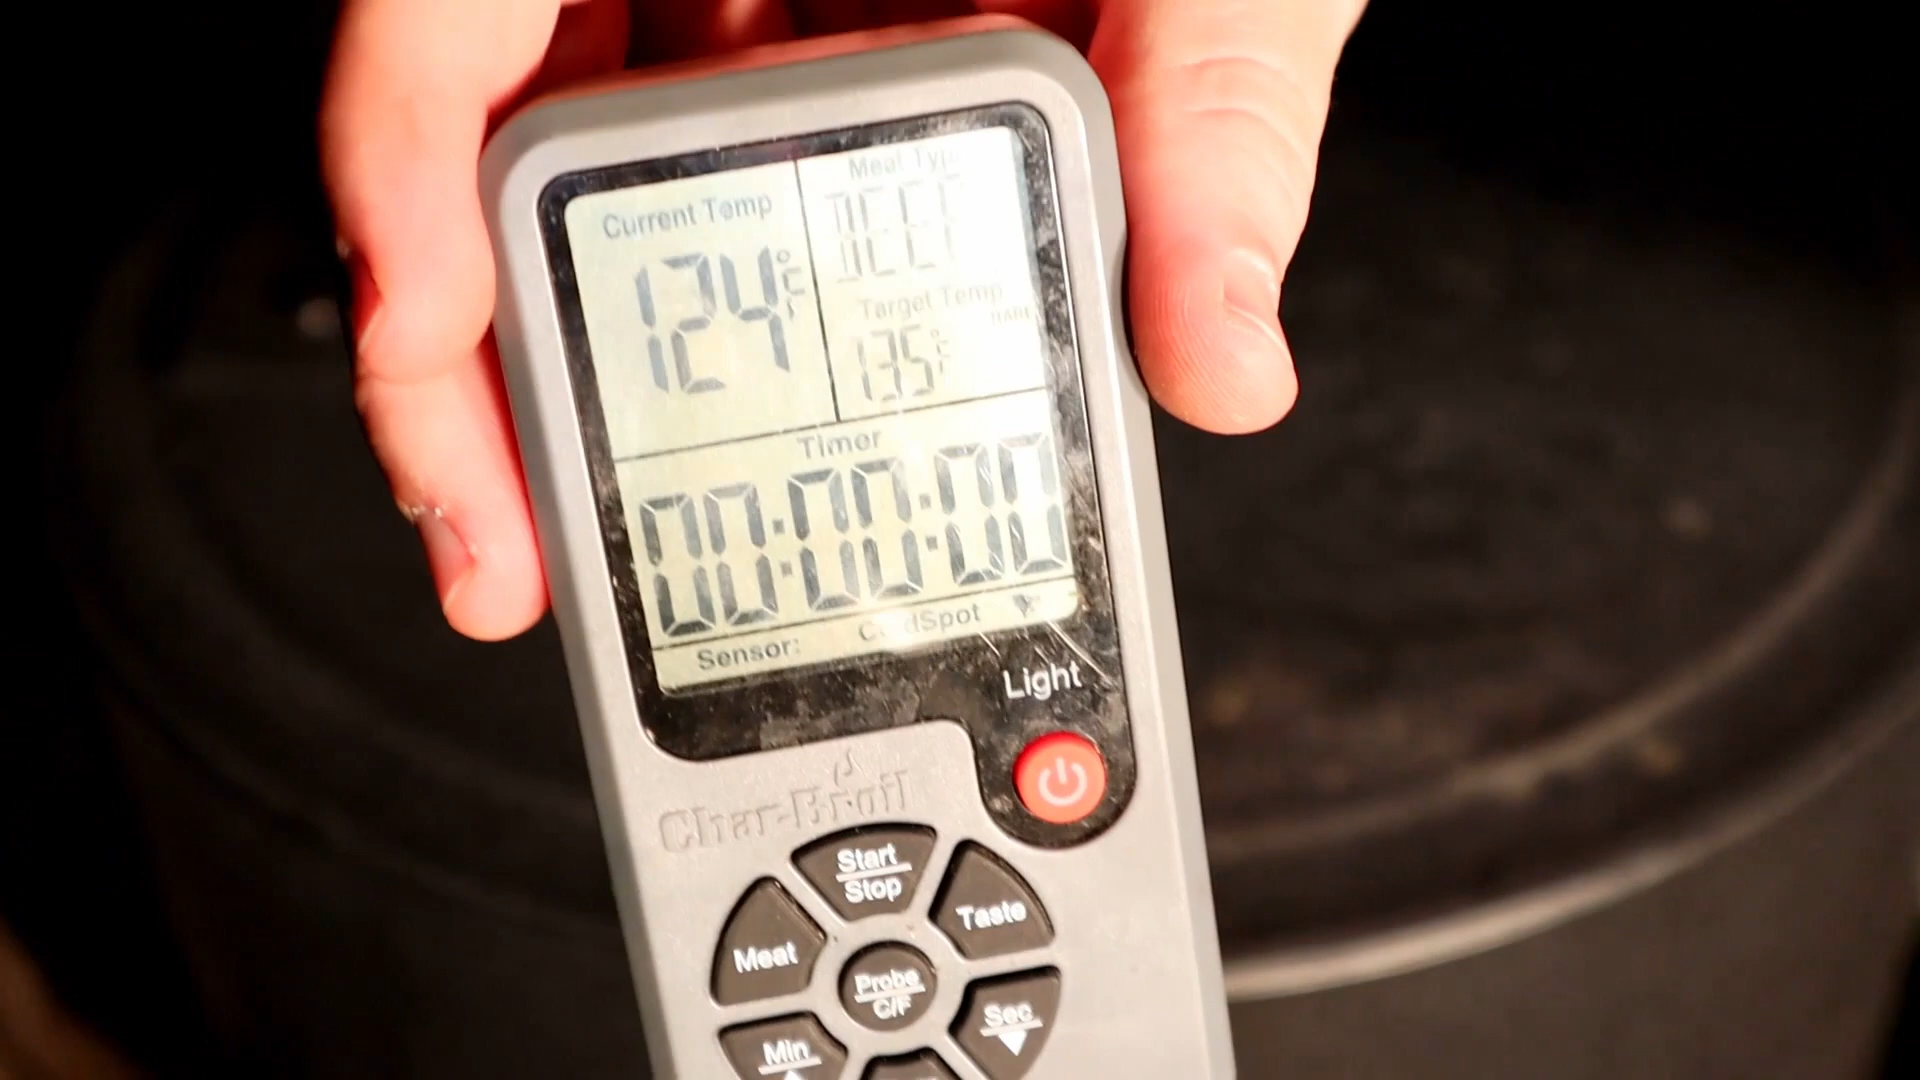 Current Temp
124°F
Meat Type
BEEF
Target Temp
RARE
135°F
Timer
00:00:00
Sensor:
Light
Char-Broil
Start
Stop
Taste
Meat
Probe
C/F
Sec
Min